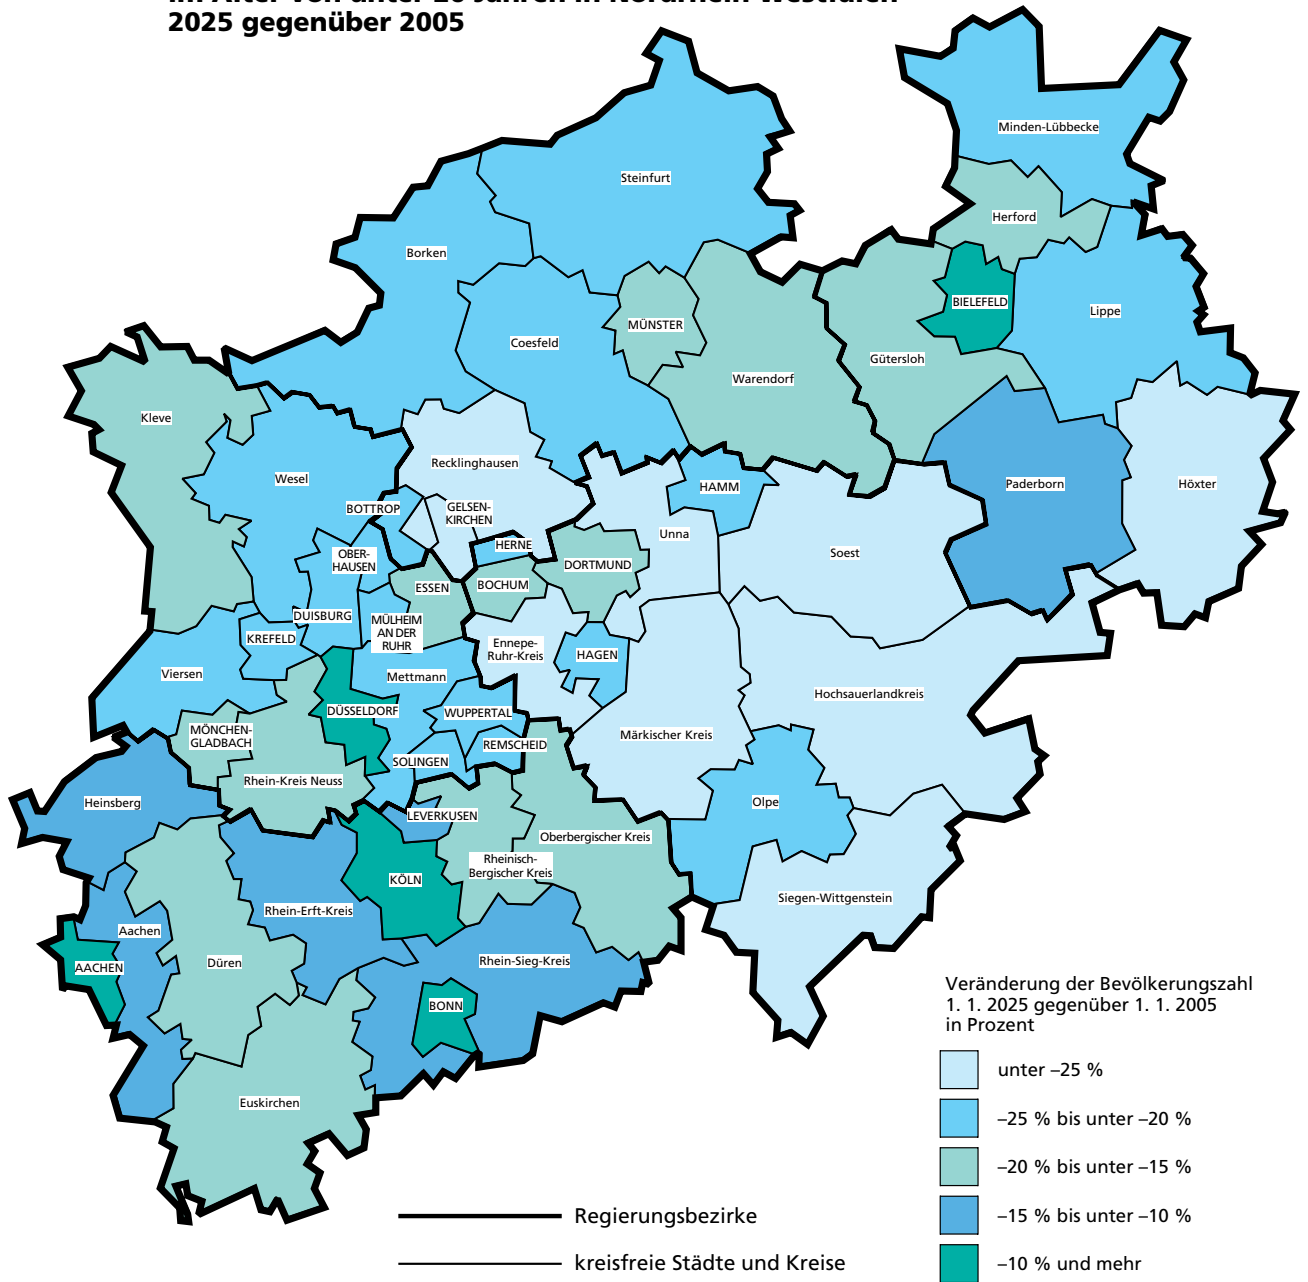 2025 gegenüber 2005
Minden-Lübbecke
Steinfurt
Herford
Borken
BIELEFELD
Lippe
MÜNSTER
Coesfeld
Gütersloh
Warendorf
Kleve
Recklinghausen
Wesel
HAMM
Paderborn
Höxter
BOTTROP
GELSEN-
KIRCHEN
Unna
HERNE
Soest
OBER-
HAUSEN
DORTMUND
ESSEN
BOCHUM
DUISBURG
MÜLHEIM
AN DER
RUHR
KREFELD
Ennepe-
Ruhr-Kreis
HAGEN
Viersen
Mettmann
Hochsauerlandkreis
DÜSSELDORF
WUPPERTAL
MÖNCHEN-
GLADBACH
Märkischer Kreis
REMSCHEID
SOLINGEN
Rhein-Kreis Neuss
Heinsberg
Olpe
LEVERKUSEN
Oberbergischer Kreis
Rheinisch-
Bergischer Kreis
KÖLN
Siegen-Wittgenstein
Rhein-Erft-Kreis
Aachen
Rhein-Sieg-Kreis
Düren
AACHEN
BONN
Euskirchen
Veränderung der Bevölkerungszahl
1. 1. 2025 gegenüber 1. 1. 2005
in Prozent
unter –25 %
–25 % bis unter –20 %
–20 % bis unter –15 %
–15 % bis unter –10 %
–10 % und mehr
Regierungsbezirke
kreisfreie Städte und Kreise